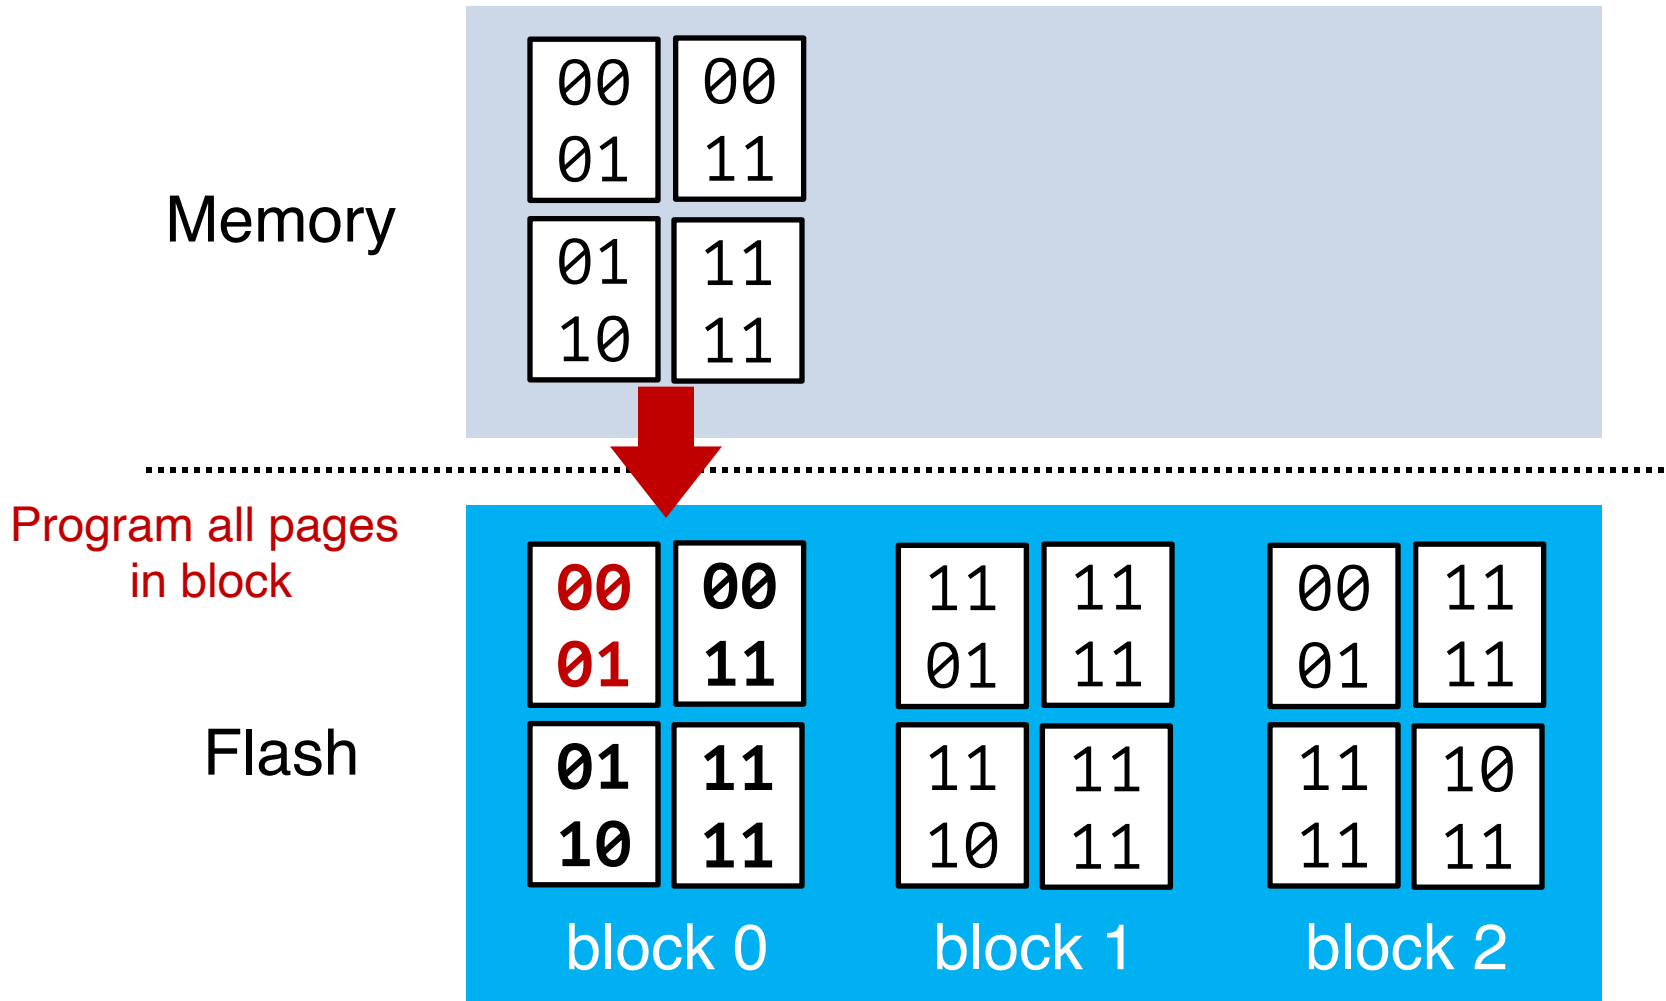 00 00
01 11
Memory
01 11
10 11
Program all pages
in block
00 00 11 11 00 11
01 11 01 11 01 11
Flash
01 11 11 11 11 10
10 11 10 11 11 11
block 0 block 1 block 2